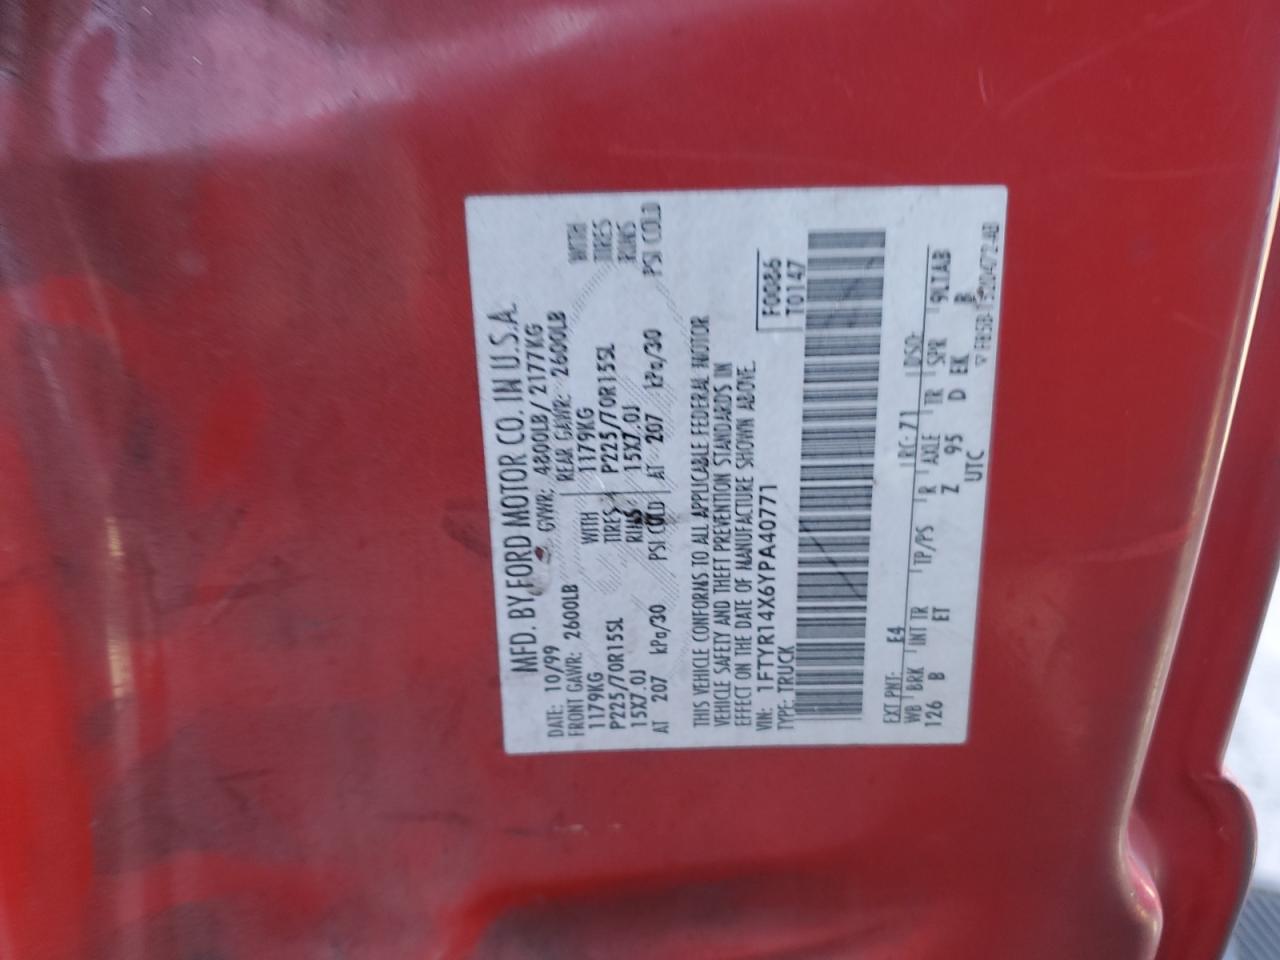 MFD. BY FORD MOTOR CO. IN U.S.A.
DATE: 10/99 GVWR: 4800LB/ 2177KG
FRONT GAWR: 2600LB REAR GAWR: 2600LB
1179KG WITH 1179KG WITH
P225/70R15SL TIRES P225/70R15SL TIRES
15X7.0J RIMS 15X7.0J RIMS
AT 207 kPa/30 PSI COLD AT 207 kPa/30 PSI COLD
THIS VEHICLE CONFORMS TO ALL APPLICABLE FEDERAL MOTOR
VEHICLE SAFETY AND THEFT PREVENTION STANDARDS IN
EFFECT ON THE DATE OF MANUFACTURE SHOWN ABOVE.
VIN: 1FTYR14X6YPA40771 F0086
TYPE: TRUCK T0147
EXT PNT: E4 RC: 71 DSO:
WB BRK INT TR TP/PS R AXLE TR SPR 9LTAB
126 B ET Z 95 D EK B
UTC